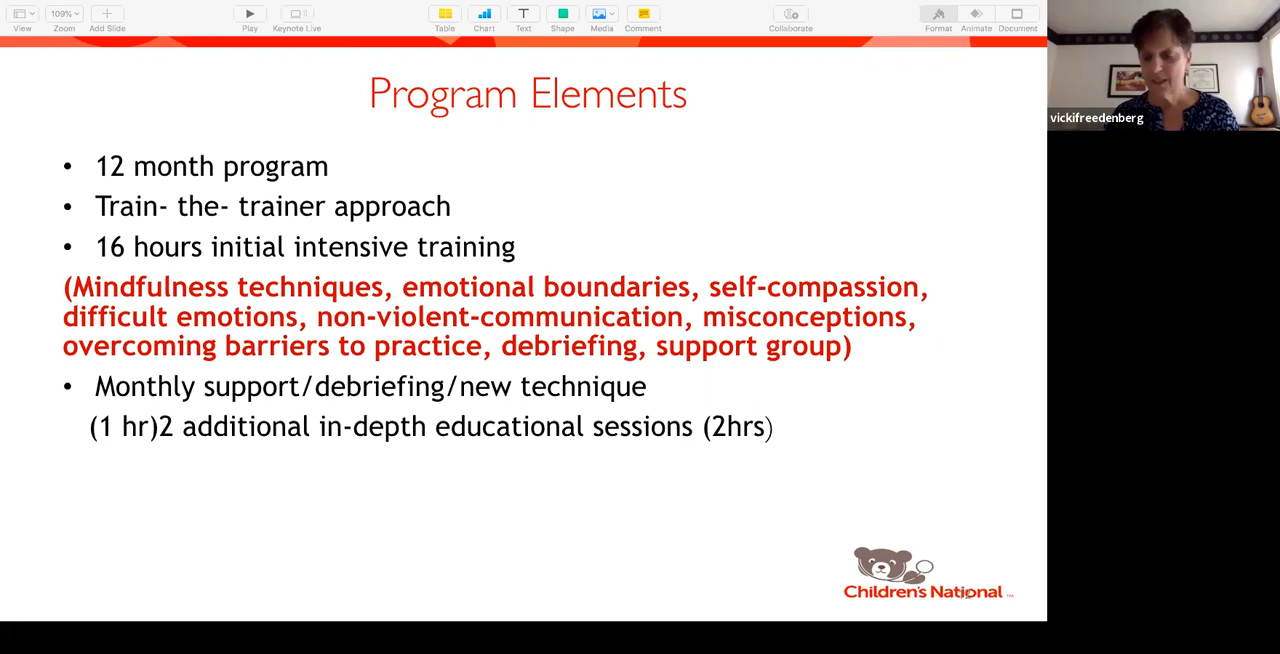 View
109%
Zoom
Add Slide
Play
Keynote Live
Table
Chart
Text
Shape
Media
Comment
Collaborate
Format
Animate
Document
vickifreedenberg
Program Elements
• 12 month program
• Train- the- trainer approach
• 16 hours initial intensive training
(Mindfulness techniques, emotional boundaries, self-compassion,
difficult emotions, non-violent-communication, misconceptions,
overcoming barriers to practice, debriefing, support group)
• Monthly support/debriefing/new technique
(1 hr)2 additional in-depth educational sessions (2hrs)
Children's National™